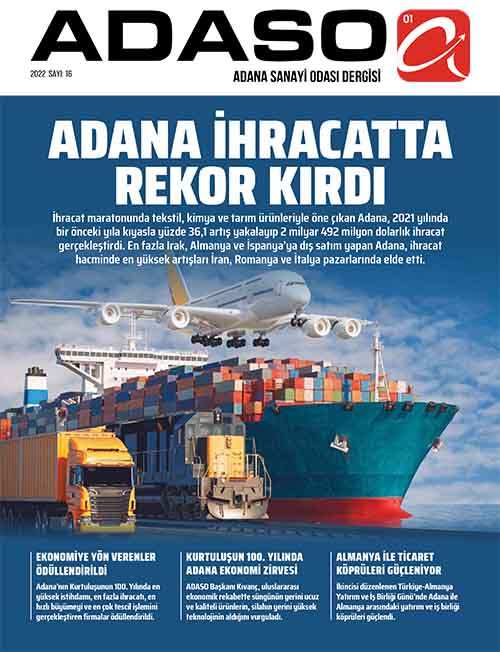 ADASO
01
2022 SAYI: 16
ADANA SANAYİ ODASI DERGİSİ
ADANA İHRACATTA
REKOR KIRDI
İhracat maratonunda tekstil, kimya ve tarım ürünleriyle öne çıkan Adana, 2021 yılında
bir önceki yıla kıyasla yüzde 36,1 artış yakalayıp 2 milyar 492 milyon dolarlık ihracat
gerçekleştirdi. En fazla Irak, Almanya ve İspanya'ya dış satım yapan Adana, ihracat
hacminde en yüksek artışları İran, Romanya ve İtalya pazarlarında elde etti.
EKONOMİYE YÖN VERENLER
ÖDÜLLENDİRİLDİ
Adana'nın Kurtuluşunun 100. Yılında en
yüksek istihdamı, en fazla ihracatı, en
hızlı büyümeyi ve en çok tescil işlemini
gerçekleştiren firmalar ödüllendirildi.
KURTULUŞUN 100. YILINDA
ADANA EKONOMİ ZİRVESİ
ADASO Başkanı Kıvanç, uluslararası
ekonomik rekabette süngünün yerini ucuz
ve kaliteli ürünlerin, silahın yerini yüksek
teknolojinin aldığını vurguladı.
ALMANYA İLE TİCARET
KÖPRÜLERİ GÜÇLENİYOR
İkincisi düzenlenen Türkiye-Almanya
Yatırım ve İş Birliği Günü'nde Adana ile
Almanya arasındaki yatırım ve iş birliği
köprüleri güçlendi.